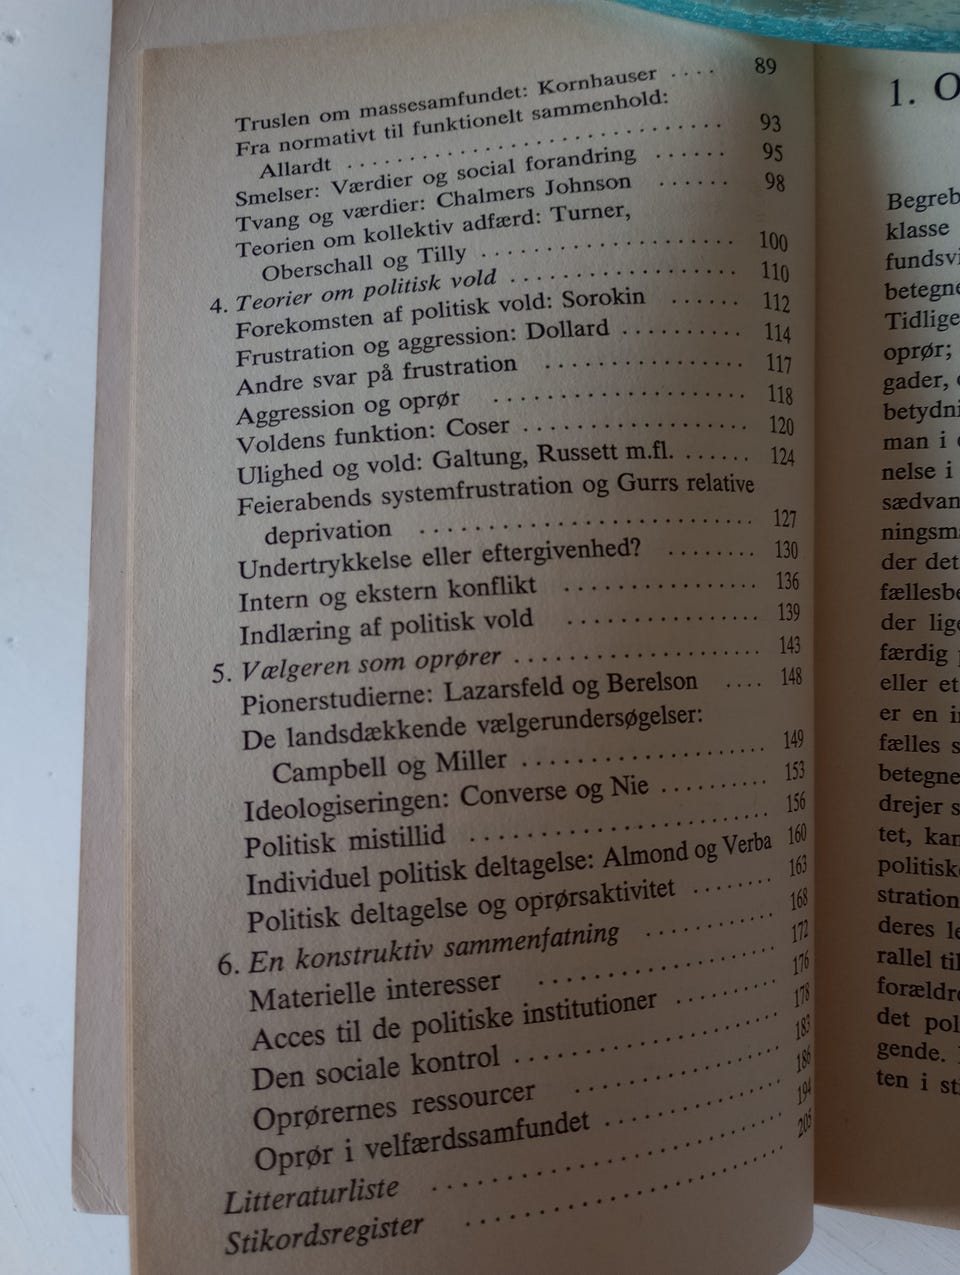 Truslen om massesamfundet: Kornhauser .... 89
Fra normativt til funktionelt sammenhold:
Allardt .............................. 93
Smelser: Værdier og social forandring ...... 95
Tvang og værdier: Chalmers Johnson ...... 98
Teorien om kollektiv adfærd: Turner,
Oberschall og Tilly .................... 100
4. Teorier om politisk vold .................. 110
Forekomsten af politisk vold: Sorokin ...... 112
Frustration og aggression: Dollard .......... 114
Andre svar på frustration ................ 117
Aggression og oprør .................... 118
Voldens funktion: Coser .................. 120
Ulighed og vold: Galtung, Russett m.fl. ...... 124
Feierabends systemfrustration og Gurrs relative
deprivation .......................... 127
Undertrykkelse eller eftergivenhed? ........ 130
Intern og ekstern konflikt ................ 136
Indlæring af politisk vold ................ 139
5. Vælgeren som oprører .................... 143
Pionerstudierne: Lazarsfeld og Berelson .... 148
De landsdækkende vælgerundersøgelser:
Campbell og Miller .................... 149
Ideologiseringen: Converse og Nie .......... 153
Politisk mistillid ........................ 156
Individuel politisk deltagelse: Almond og Verba 160
Politisk deltagelse og oprørsaktivitet ........ 163
6. En konstruktiv sammenfatning ............ 168
Materielle interesser .................... 172
Acces til de politiske institutioner .......... 176
Den sociale kontrol ...................... 178
Oprørernes ressourcer .................. 183
Oprør i velfærdssamfundet ................ 186
Litteraturliste ............................ 194
Stikordsregister .......................... 205
1. O
Begreb
klasse
fundsvi
betegne
Tidlige
oprør;
gader,
betydni
man i
nelse i
sædvan
ningsm
der det
fællesbe
der lige
færdig
eller et
er en i
fælles s
betegne
drejer s
tet, kan
politisk
stration
deres le
rallel til
forældre
det pol
gende.
ten i st